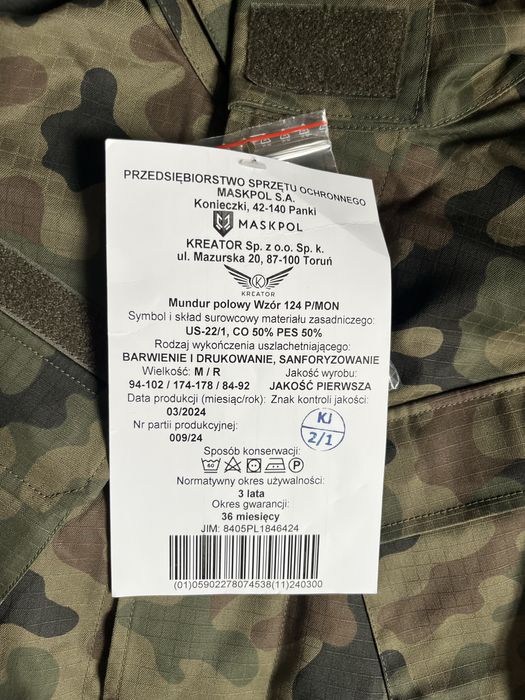 PRZEDSIĘBIORSTWO SPRZĘTU OCHRONNEGO
MASKPOL S.A.
Konieczki, 42-140 Panki
MASKPOL
KREATOR Sp. z o.o. Sp. k.
ul. Mazurska 20, 87-100 Toruń
K
KREATOR
Mundur polowy Wzór 124 P/MON
Symbol i skład surowcowy materiału zasadniczego:
US-22/1, CO 50% PES 50%
Rodzaj wykończenia uszlachetniającego:
BARWIENIE I DRUKOWANIE, SANFORYZOWANIE
Wielkość: M / R Jakość wyrobu:
94-102 / 174-178 / 84-92 JAKOŚĆ PIERWSZA
Data produkcji (miesiąc/rok): Znak kontroli jakości:
03/2024
KJ
2/1
Nr partii produkcyjnej:
009/24
Sposób konserwacji:
60 P
Normatywny okres używalności:
3 lata
Okres gwarancji:
36 miesięcy
JIM: 8405PL1846424
(01)05902278074538(11)240300